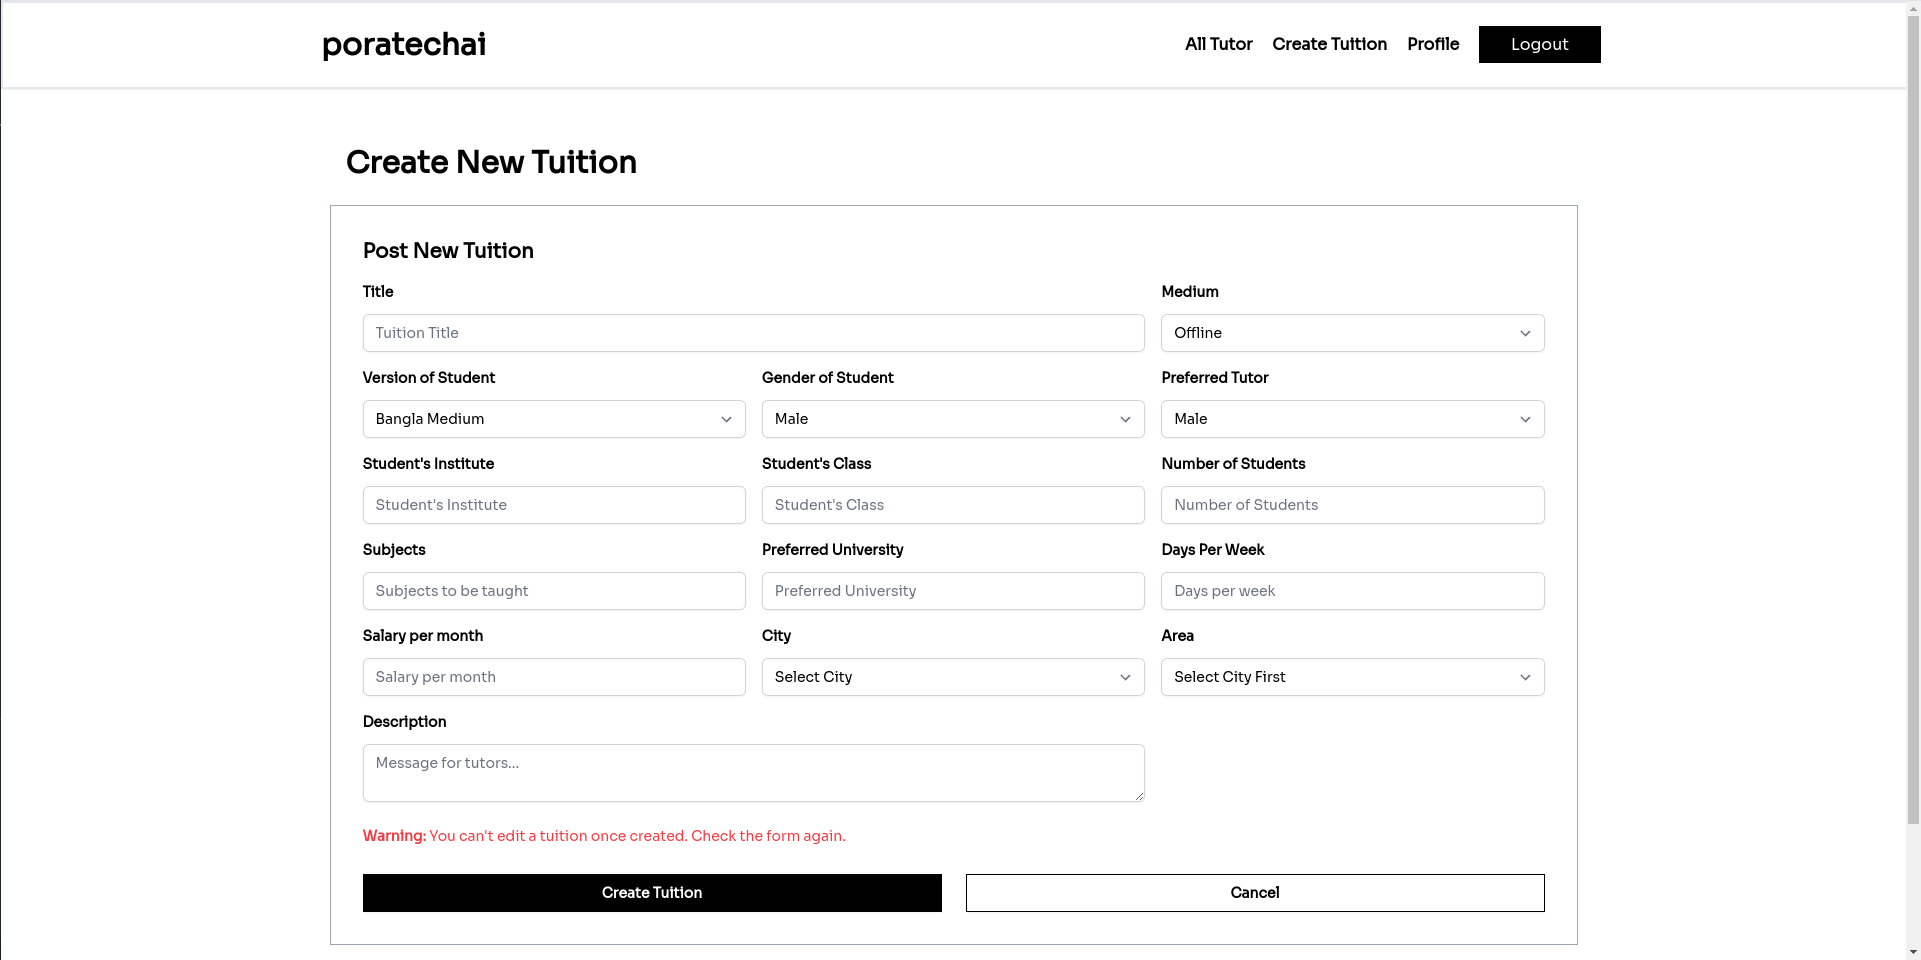 poratechai
All Tutor Create Tuition Profile Logout
Create New Tuition
Post New Tuition
Title Medium
Tuition Title Offline
Version of Student Gender of Student Preferred Tutor
Bangla Medium Male Male
Student's Institute Student's Class Number of Students
Student's Institute Student's Class Number of Students
Subjects Preferred University Days Per Week
Subjects to be taught Preferred University Days per week
Salary per month City Area
Salary per month Select City Select City First
Description
Message for tutors...
Warning: You can't edit a tuition once created. Check the form again.
Create Tuition Cancel